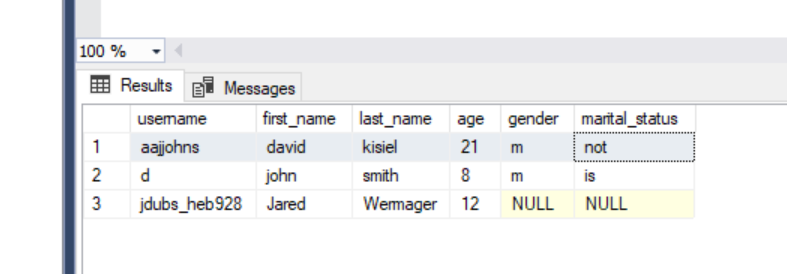 100 %
Results Messages
username first_name last_name age gender marital_status
1 aajjohns david kisiel 21 m not
2 d john smith 8 m is
3 jdubs_heb928 Jared Wermager 12 NULL NULL